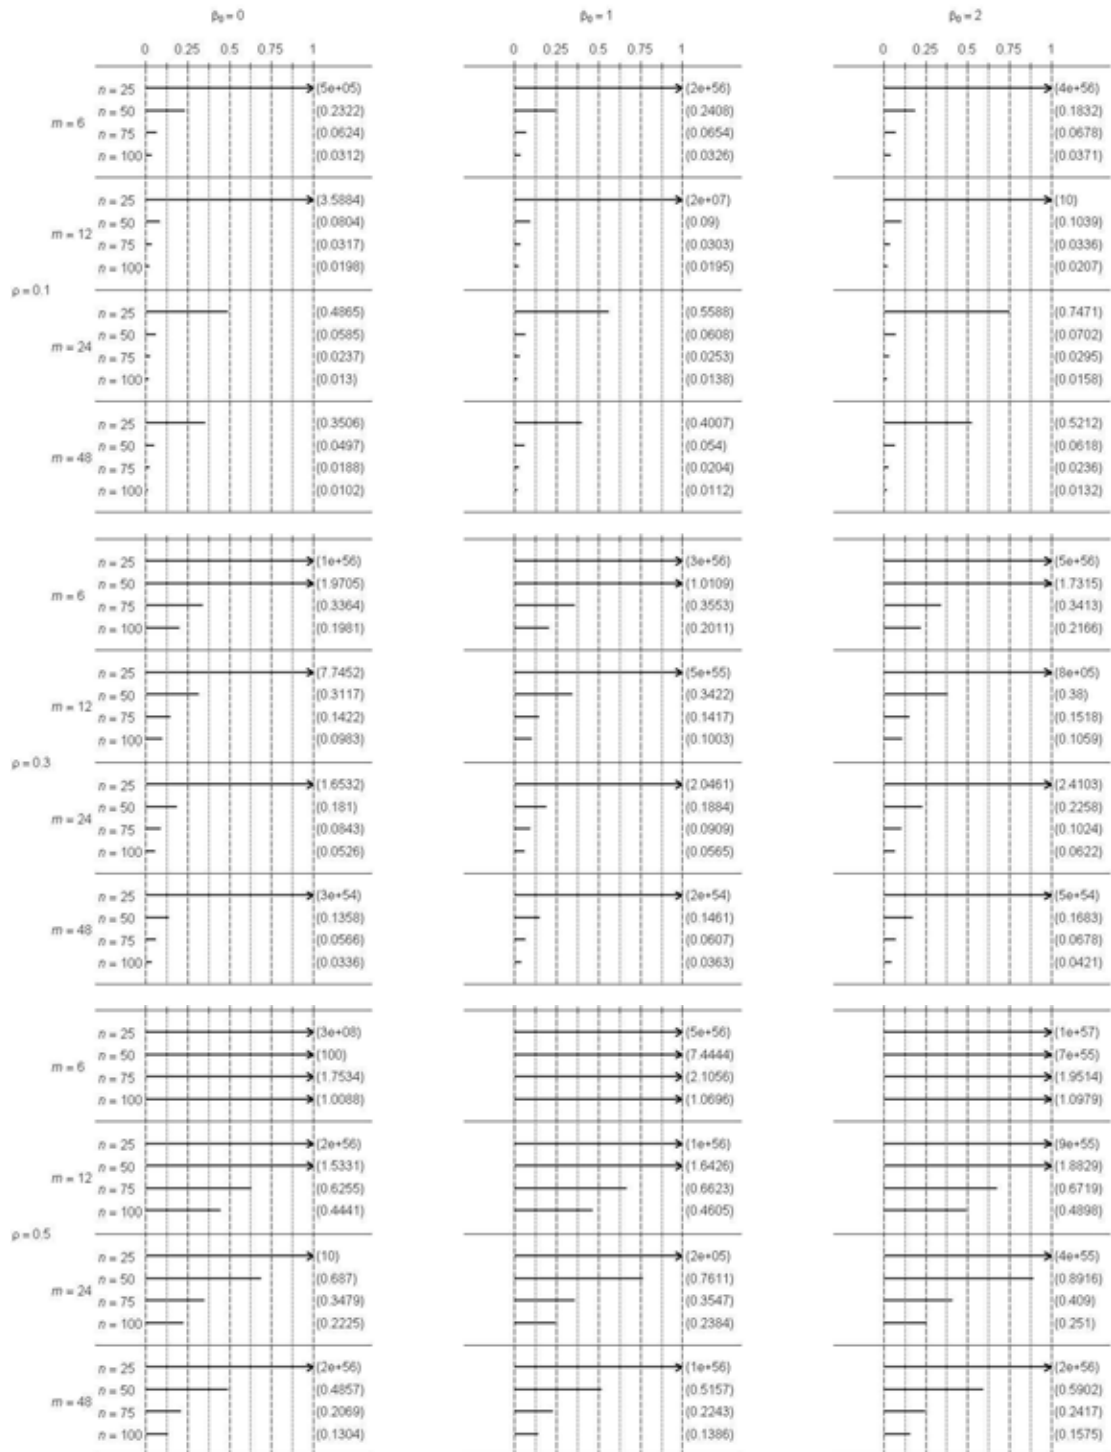 β₀ = 0 β₀ = 1 β₀ = 2
0 0.25 0.5 0.75 1 0 0.25 0.5 0.75 1 0 0.25 0.5 0.75 1
ρ = 0.1
m = 6
n = 25 (5e+05) (2e+56) (4e+56)
n = 50 (0.2322) (0.2408) (0.1832)
n = 75 (0.0624) (0.0654) (0.0678)
n = 100 (0.0312) (0.0326) (0.0371)
m = 12
n = 25 (3.5884) (2e+07) (10)
n = 50 (0.0804) (0.09) (0.1039)
n = 75 (0.0317) (0.0303) (0.0336)
n = 100 (0.0198) (0.0195) (0.0207)
m = 24
n = 25 (0.4865) (0.5588) (0.7471)
n = 50 (0.0585) (0.0608) (0.0702)
n = 75 (0.0237) (0.0253) (0.0295)
n = 100 (0.013) (0.0138) (0.0158)
m = 48
n = 25 (0.3506) (0.4007) (0.5212)
n = 50 (0.0497) (0.054) (0.0618)
n = 75 (0.0188) (0.0204) (0.0236)
n = 100 (0.0102) (0.0112) (0.0132)
ρ = 0.3
m = 6
n = 25 (1e+56) (3e+56) (5e+56)
n = 50 (1.9705) (1.0109) (1.7315)
n = 75 (0.3364) (0.3553) (0.3413)
n = 100 (0.1981) (0.2011) (0.2166)
m = 12
n = 25 (7.7452) (5e+55) (8e+05)
n = 50 (0.3117) (0.3422) (0.38)
n = 75 (0.1422) (0.1417) (0.1518)
n = 100 (0.0983) (0.1003) (0.1059)
m = 24
n = 25 (1.6532) (2.0461) (2.4103)
n = 50 (0.181) (0.1884) (0.2258)
n = 75 (0.0843) (0.0909) (0.1024)
n = 100 (0.0526) (0.0565) (0.0622)
m = 48
n = 25 (3e+54) (2e+54) (5e+54)
n = 50 (0.1358) (0.1461) (0.1683)
n = 75 (0.0566) (0.0607) (0.0678)
n = 100 (0.0336) (0.0363) (0.0421)
ρ = 0.5
m = 6
n = 25 (3e+08) (5e+56) (1e+57)
n = 50 (100) (7.4444) (7e+55)
n = 75 (1.7534) (2.1056) (1.9514)
n = 100 (1.0088) (1.0696) (1.0979)
m = 12
n = 25 (2e+56) (1e+56) (9e+55)
n = 50 (1.5331) (1.6426) (1.8829)
n = 75 (0.6255) (0.6623) (0.6719)
n = 100 (0.4441) (0.4605) (0.4898)
m = 24
n = 25 (10) (2e+05) (4e+55)
n = 50 (0.687) (0.7611) (0.8916)
n = 75 (0.3479) (0.3547) (0.409)
n = 100 (0.2225) (0.2384) (0.251)
m = 48
n = 25 (2e+56) (1e+56) (2e+56)
n = 50 (0.4857) (0.5157) (0.5902)
n = 75 (0.2069) (0.2243) (0.2417)
n = 100 (0.1304) (0.1386) (0.1575)